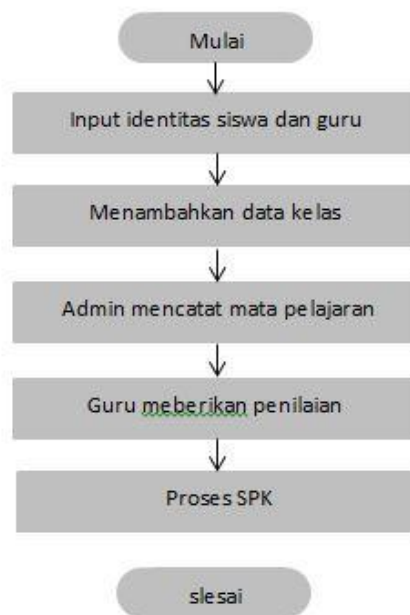 Mulai
Input identitas siswa dan guru
Menambahkan data kelas
Admin mencatat mata pelajaran
Guru meberikan penilaian
Proses SPK
slesai